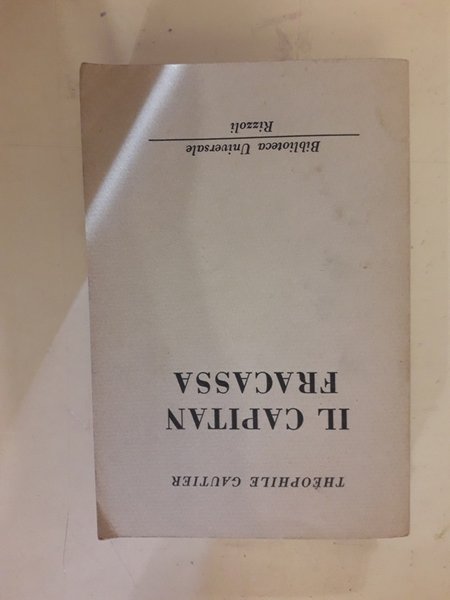 THÉOPHILE GAUTIER
IL CAPITAN
FRACASSA
Biblioteca Universale
Rizzoli